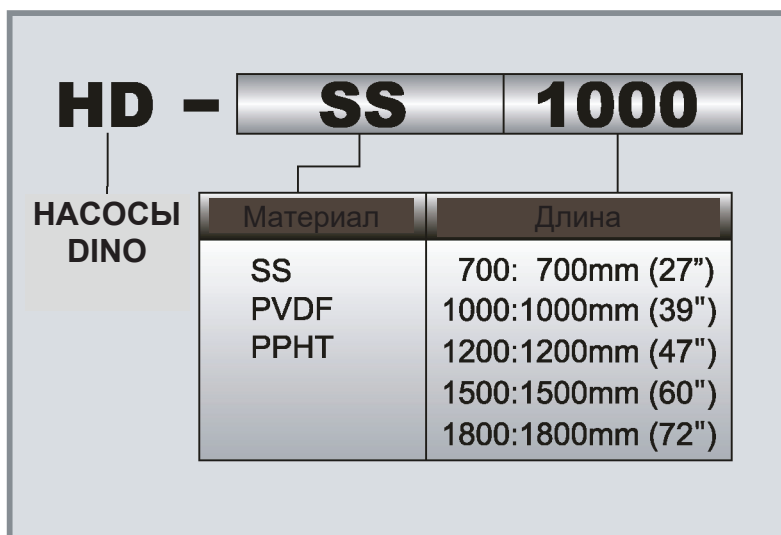 HD - SS 1000
НАСОСЫ
DINO
Материал
Длина
SS
PVDF
PPHT
700: 700mm (27”)
1000:1000mm (39")
1200:1200mm (47")
1500:1500mm (60")
1800:1800mm (72")